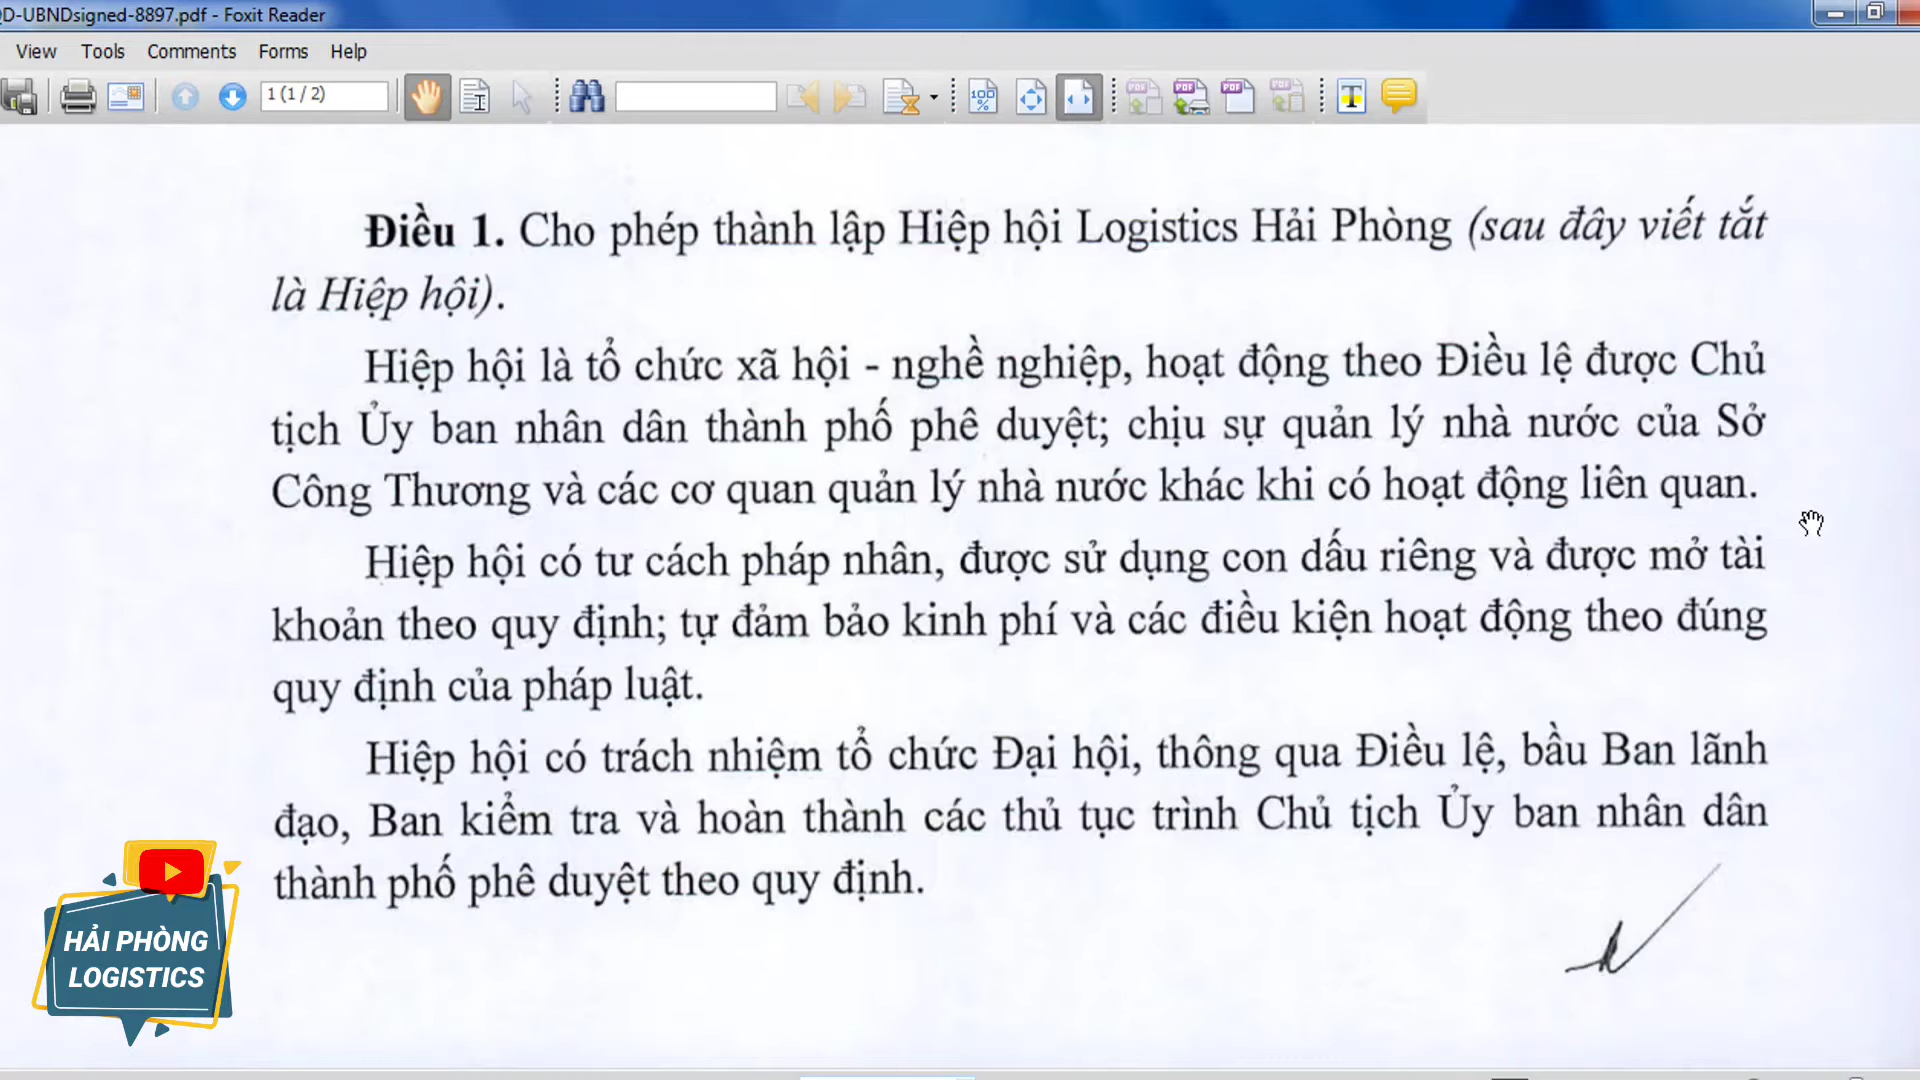 D-UBNDsigned-8897.pdf - Foxit Reader
View Tools Comments Forms Help
1 (1 / 2)
Điều 1. Cho phép thành lập Hiệp hội Logistics Hải Phòng (sau đây viết tắt
là Hiệp hội).
Hiệp hội là tổ chức xã hội - nghề nghiệp, hoạt động theo Điều lệ được Chủ
tịch Ủy ban nhân dân thành phố phê duyệt; chịu sự quản lý nhà nước của Sở
Công Thương và các cơ quan quản lý nhà nước khác khi có hoạt động liên quan.
Hiệp hội có tư cách pháp nhân, được sử dụng con dấu riêng và được mở tài
khoản theo quy định; tự đảm bảo kinh phí và các điều kiện hoạt động theo đúng
quy định của pháp luật.
Hiệp hội có trách nhiệm tổ chức Đại hội, thông qua Điều lệ, bầu Ban lãnh
đạo, Ban kiểm tra và hoàn thành các thủ tục trình Chủ tịch Ủy ban nhân dân
thành phố phê duyệt theo quy định.
HẢI PHÒNG
LOGISTICS